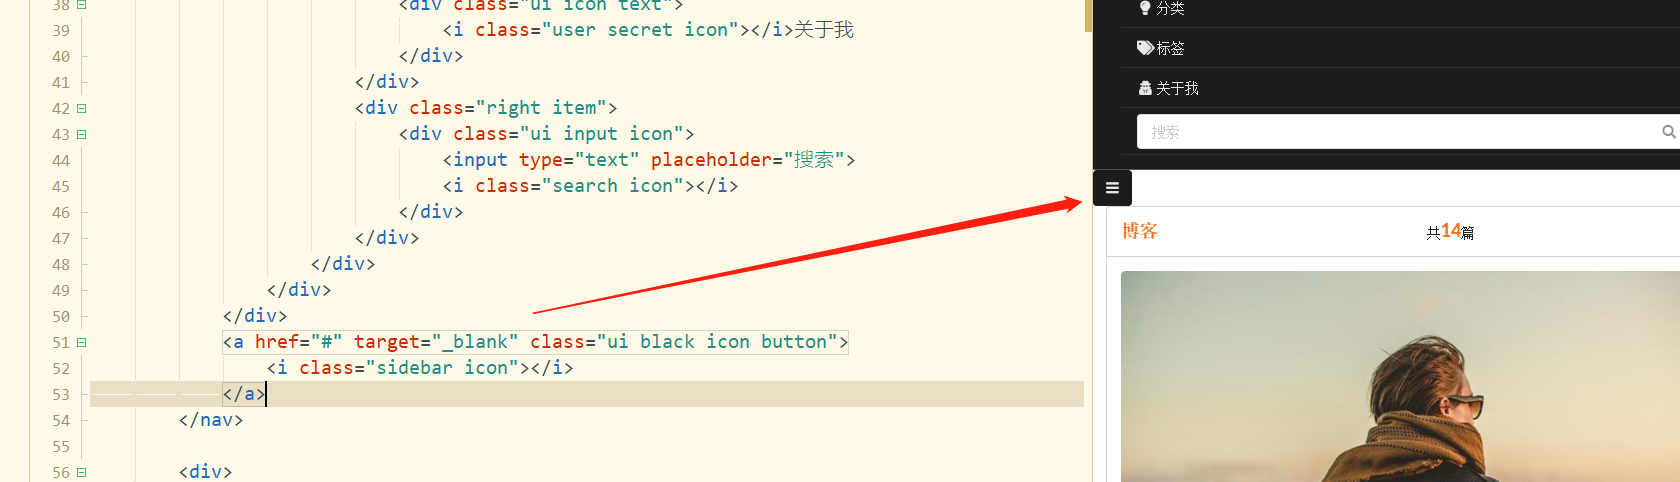 38 <div class="ui icon text">
39 <i class="user secret icon"></i>关于我
40 </div>
41 </div>
42 <div class="right item">
43 <div class="ui input icon">
44 <input type="text" placeholder="搜索">
45 <i class="search icon"></i>
46 </div>
47 </div>
48 </div>
49 </div>
50 </div>
51 <a href="#" target="_blank" class="ui black icon button">
52 <i class="sidebar icon"></i>
53 </a>
54 </nav>
55
56 <div>
分类
标签
关于我
搜索
博客
共14篇